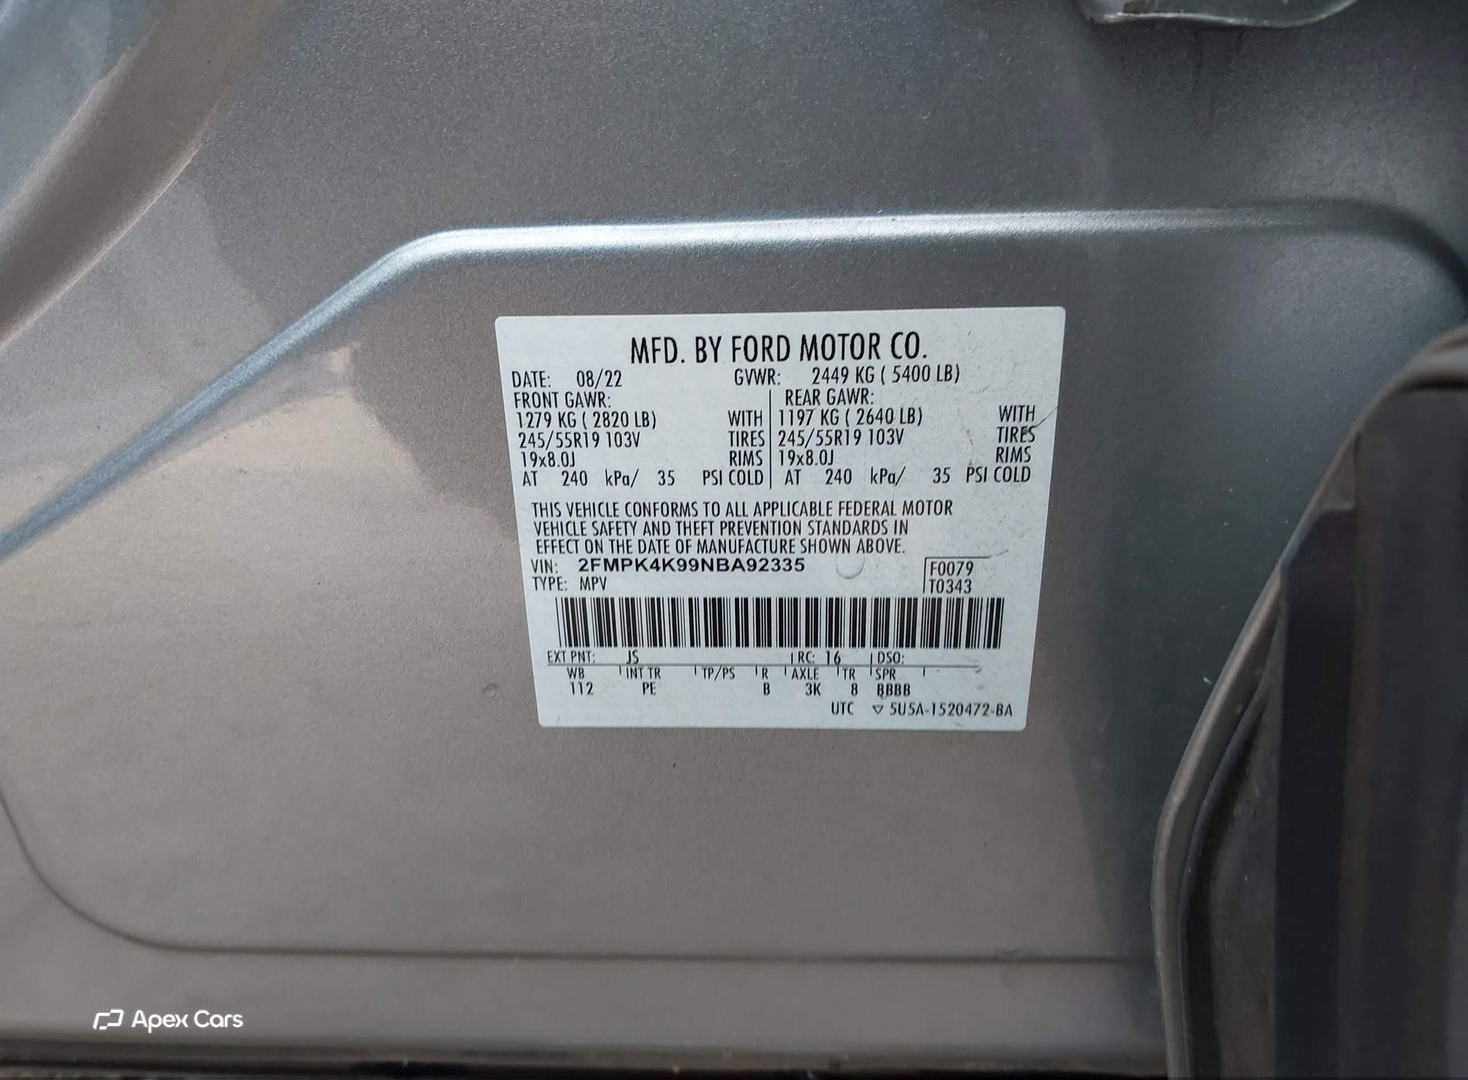 MFD. BY FORD MOTOR CO.
DATE: 08/22 GVWR: 2449 KG ( 5400 LB)
FRONT GAWR: REAR GAWR:
1279 KG ( 2820 LB) WITH 1197 KG ( 2640 LB) WITH
245/55R19 103V TIRES 245/55R19 103V TIRES
19x8.0J RIMS 19x8.0J RIMS
AT 240 kPa/ 35 PSI COLD AT 240 kPa/ 35 PSI COLD
THIS VEHICLE CONFORMS TO ALL APPLICABLE FEDERAL MOTOR
VEHICLE SAFETY AND THEFT PREVENTION STANDARDS IN
EFFECT ON THE DATE OF MANUFACTURE SHOWN ABOVE.
VIN: 2FMPK4K99NBA92335 F0079
TYPE: MPV T0343
EXT PNT: JS RC: 16 DSO:
WB INT TR TP/PS R AXLE TR SPR
112 PE B 3K 8 BBBB
UTC ▽ 5U5A-1520472-BA
Apex Cars